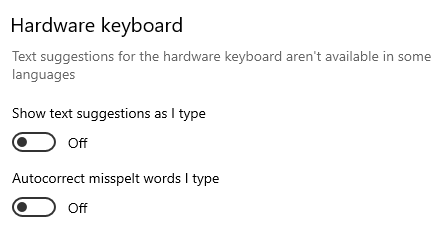 Hardware keyboard
Text suggestions for the hardware keyboard aren't available in some
languages
Show text suggestions as I type
Off
Autocorrect misspelt words I type
Off